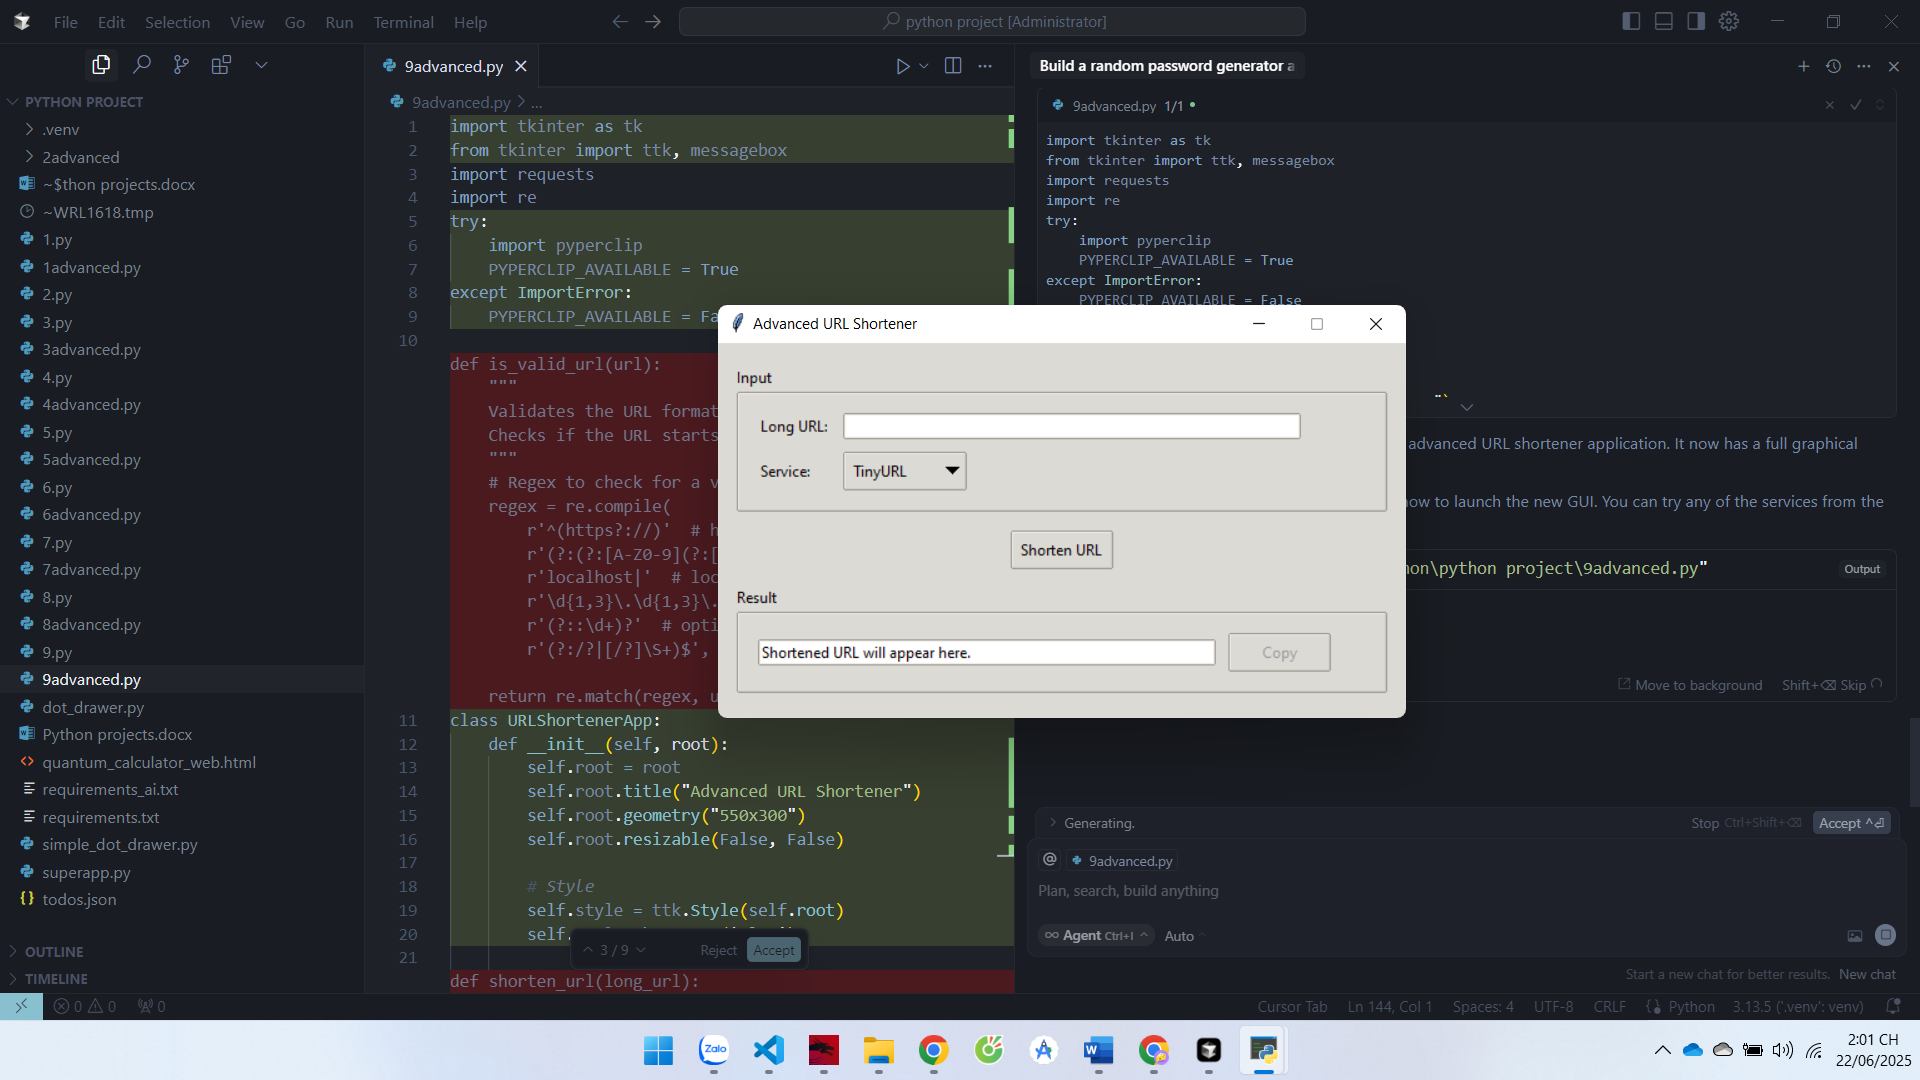 File Edit Selection View Go Run Terminal Help
python project [Administrator]
PYTHON PROJECT
.venv
2advanced
~$thon projects.docx
~WRL1618.tmp
1.py
1advanced.py
2.py
3.py
3advanced.py
4.py
4advanced.py
5.py
5advanced.py
6.py
6advanced.py
7.py
7advanced.py
8.py
8advanced.py
9.py
9advanced.py
dot_drawer.py
Python projects.docx
quantum_calculator_web.html
requirements_ai.txt
requirements.txt
simple_dot_drawer.py
superapp.py
todos.json
OUTLINE
TIMELINE
9advanced.py
9advanced.py > ...
1 import tkinter as tk
2 from tkinter import ttk, messagebox
3 import requests
4 import re
5 try:
6 import pyperclip
7 PYPERCLIP_AVAILABLE = True
8 except ImportError:
9 PYPERCLIP_AVAILABLE = Fa
10
def is_valid_url(url):
"""
Validates the URL format
Checks if the URL starts
"""
# Regex to check for a v
regex = re.compile(
r'^(https?://)' # h
r'(?:(?:[A-Z0-9](?:[
r'localhost|' # loc
r'\d{1,3}\.\d{1,3}\.
r'(?::\d+)?' # opti
r'(?:/?|[/?]\S+)$',
return re.match(regex, u
11 class URLShortenerApp:
12 def __init__(self, root):
13 self.root = root
14 self.root.title("Advanced URL Shortener")
15 self.root.geometry("550x300")
16 self.root.resizable(False, False)
17
18 # Style
19 self.style = ttk.Style(self.root)
20 self.
21
def shorten_url(long_url):
3 / 9 Reject Accept
Build a random password generator a
9advanced.py 1/1
import tkinter as tk
from tkinter import ttk, messagebox
import requests
import re
try:
import pyperclip
PYPERCLIP_AVAILABLE = True
except ImportError:
PYPERCLIP_AVAILABLE = False
advanced URL shortener application. It now has a full graphical
now to launch the new GUI. You can try any of the services from the
hon\python project\9advanced.py"
Output
Move to background Shift+⌫ Skip
Generating.
Stop Ctrl+Shift+⌫ Accept ^⏎
@ 9advanced.py
Plan, search, build anything
∞ Agent Ctrl+I Auto
Start a new chat for better results. New chat
Advanced URL Shortener
Input
Long URL:
Service: TinyURL
Shorten URL
Result
Shortened URL will appear here.
Copy
0 0 0
Cursor Tab Ln 144, Col 1 Spaces: 4 UTF-8 CRLF Python 3.13.5 ('.venv': venv)
Zalo
2:01 CH
22/06/2025